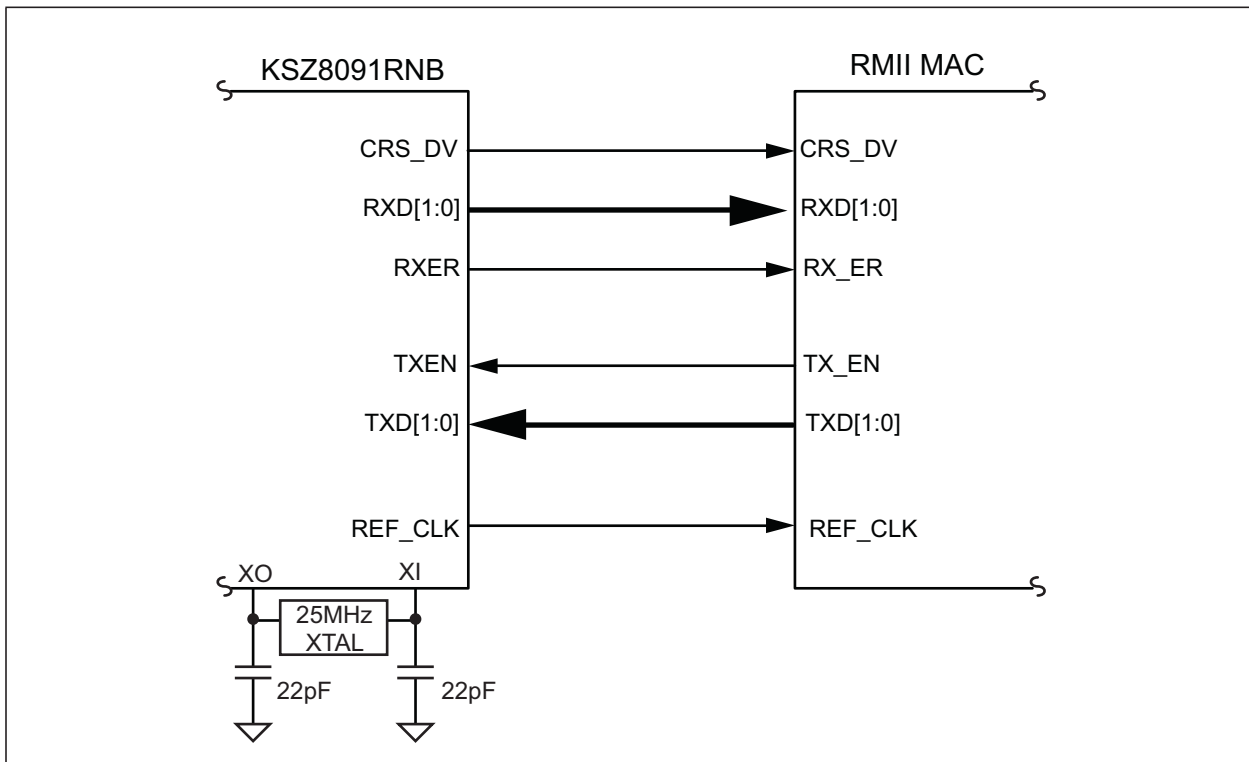 KSZ8091RNB
RMII MAC
CRS_DV
CRS_DV
RXD[1:0]
RXD[1:0]
RXER
RX_ER
TXEN
TX_EN
TXD[1:0]
TXD[1:0]
REF_CLK
REF_CLK
XO
XI
25MHz
XTAL
22pF
22pF